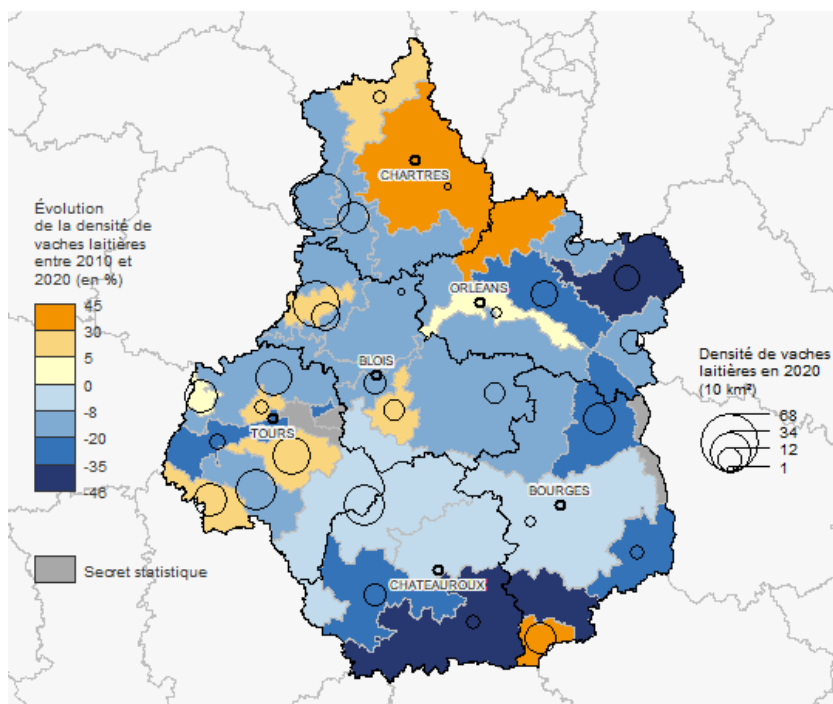 CHARTRES
Évolution
de la densité de
vaches laitières
entre 2010 et
2020 (en %)
45
30
5
0
-8
-20
-35
-46
Secret statistique
ORLEANS
BLOIS
TOURS
BOURGES
CHATEAUROUX
Densité de vaches
laitières en 2020
(10 km²)
68
34
12
1